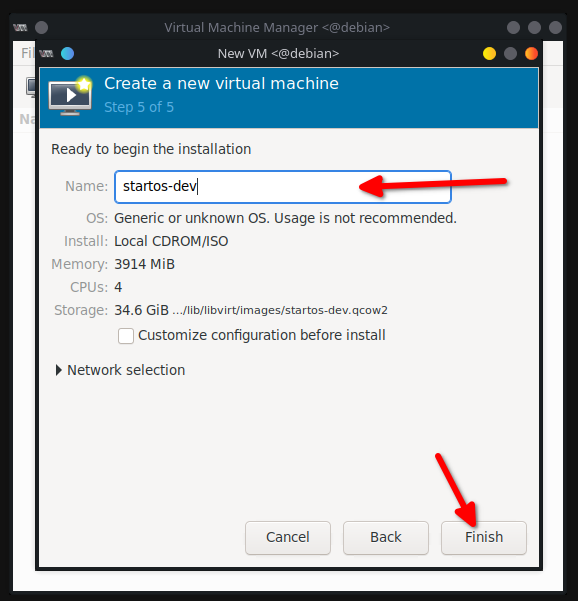 Virtual Machine Manager <@debian>
New VM <@debian>
Create a new virtual machine
Step 5 of 5
Ready to begin the installation
Name: startos-dev
OS: Generic or unknown OS. Usage is not recommended.
Install: Local CDROM/ISO
Memory: 3914 MiB
CPUs: 4
Storage: 34.6 GiB .../lib/libvirt/images/startos-dev.qcow2
Customize configuration before install
Network selection
Cancel Back Finish